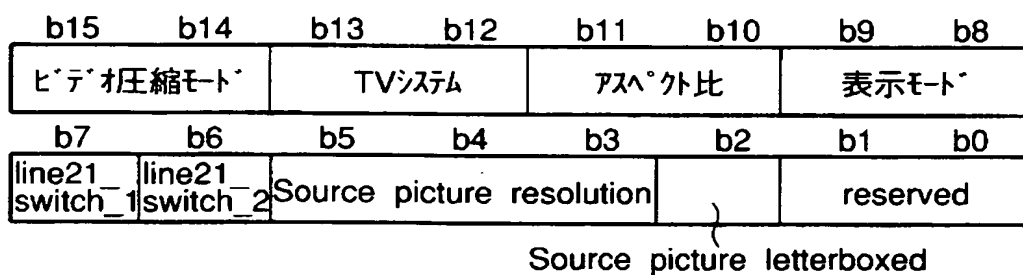 b15 b14 b13 b12 b11 b10 b9 b8
ビデオ圧縮モード TVシステム アスペクト比 表示モード
b7 b6 b5 b4 b3 b2 b1 b0
line21_switch_1 line21_switch_2 Source picture resolution reserved
Source picture letterboxed